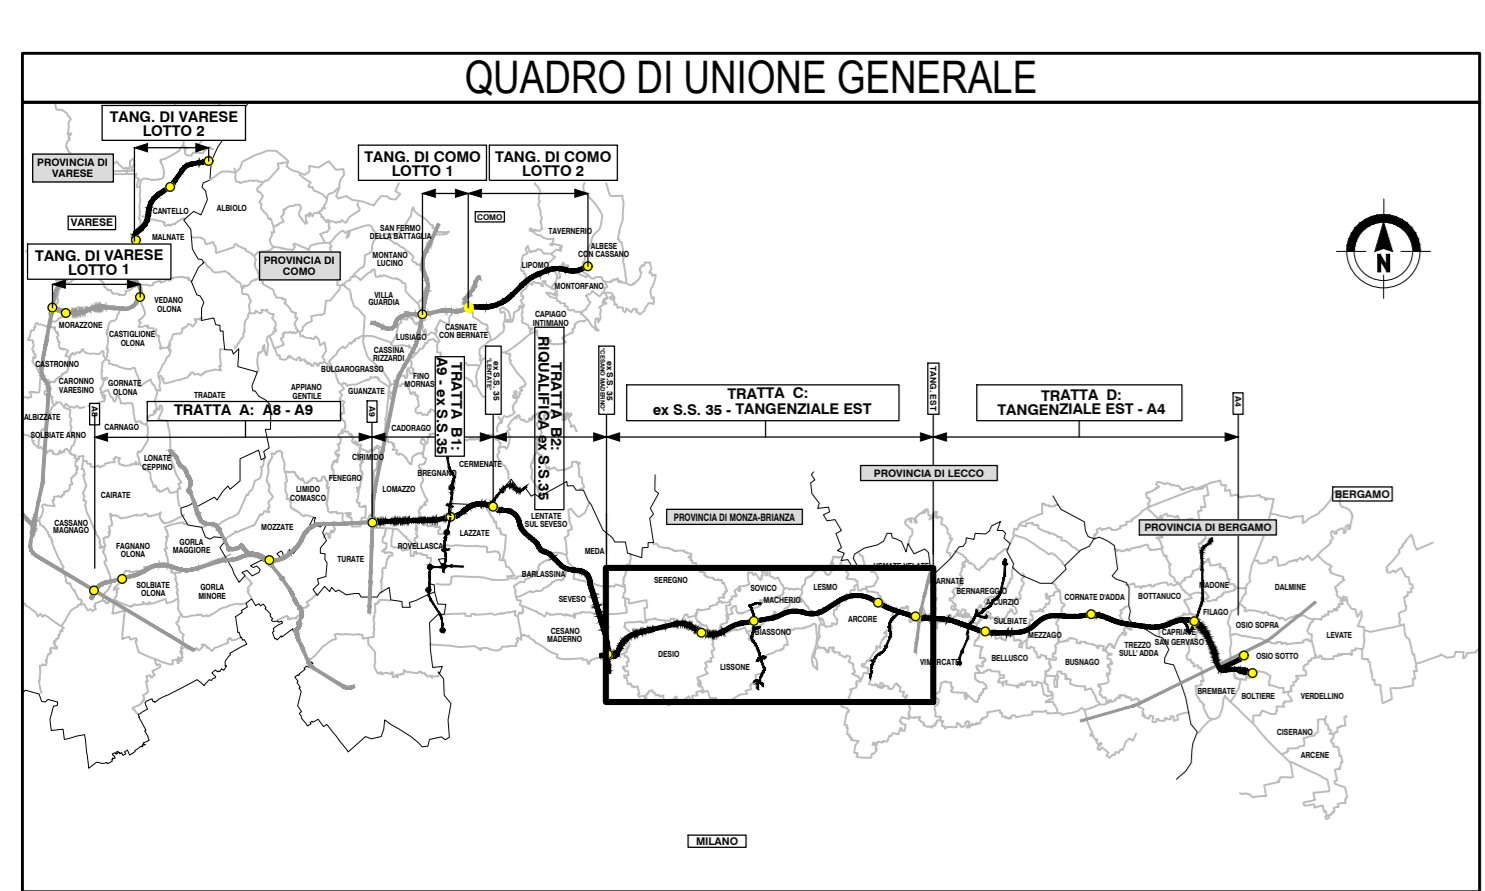 QUADRO DI UNIONE GENERALE
TANG. DI VARESE
LOTTO 2
PROVINCIA DI
VARESE
TANG. DI COMO
LOTTO 1
TANG. DI COMO
LOTTO 2
CANTELLO
ALBIOLO
VARESE
MALNATE
COMO
SAN FERMO
DELLA BATTAGLIA
TAVERNERIO
ALBESE
CON CASSANO
TANG. DI VARESE
LOTTO 1
PROVINCIA DI
COMO
MONTANO
LUCINO
LIPOMO
MONTORFANO
N
VEDANO
OLONA
VILLA
GUARDIA
MORAZZONE
CASTIGLIONE
OLONA
LUSIAGO
CASNATE
CON BERNATE
CAPIAGO
INTIMIANO
CASTRONNO
CASSINA
RIZZARDI
BULGAROGRASSO
CARONNO
VARESINO
GORNATE
OLONA
TRADATE
APPIANO
GENTILE
GUANZATE
FINO
MORNAS
TRATTA B1:
A9 - ex S.S.35
ex S.S. 35
"LENTATE"
TRATTA B2:
RIQUALIFICA ex S.S.35
ex S.S. 35
"CESANO MADERNO"
TANG. EST
A4
TRATTA C:
ex S.S. 35 - TANGENZIALE EST
TRATTA D:
TANGENZIALE EST - A4
A8
TRATTA A: A8 - A9
A9
ALBIZZATE
CARNAGO
CADORAGO
SOLBIATE ARNO
LONATE
CEPPINO
CIRIMIDO
FENEGRO
BREGNANO
CERMENATE
PROVINCIA DI LECCO
CAIRATE
LIMIDO
COMASCO
LOMAZZO
BERGAMO
CASSANO
MAGNAGO
MOZZATE
LENTATE
SUL SEVESO
PROVINCIA DI MONZA-BRIANZA
PROVINCIA DI BERGAMO
FAGNANO
OLONA
GORLA
MAGGIORE
TURATE
ROVELLASCA
LAZZATE
MEDA
SOLBIATE
OLONA
GORLA
MINORE
BARLASSINA
SEVESO
SEREGNO
SOVICO
LESMO
MACHERIO
ARNATE
BERNAREGGIO
CORNATE D'ADDA
BOTTANUCO
MADONE
DALMINE
FILAGO
CESANO
MADERNO
BIASSONO
ARCORE
SULBIATE
MEZZAGO
CAPRIATE
SAN GERVASO
OSIO SOPRA
LEVATE
DESIO
LISSONE
VIMERCATE
BELLUSCO
BUSNAGO
TREZZO
SULL' ADDA
OSIO SOTTO
BREMBATE
BOLTIERE
VERDELLINO
CISERANO
ARCENE
MILANO